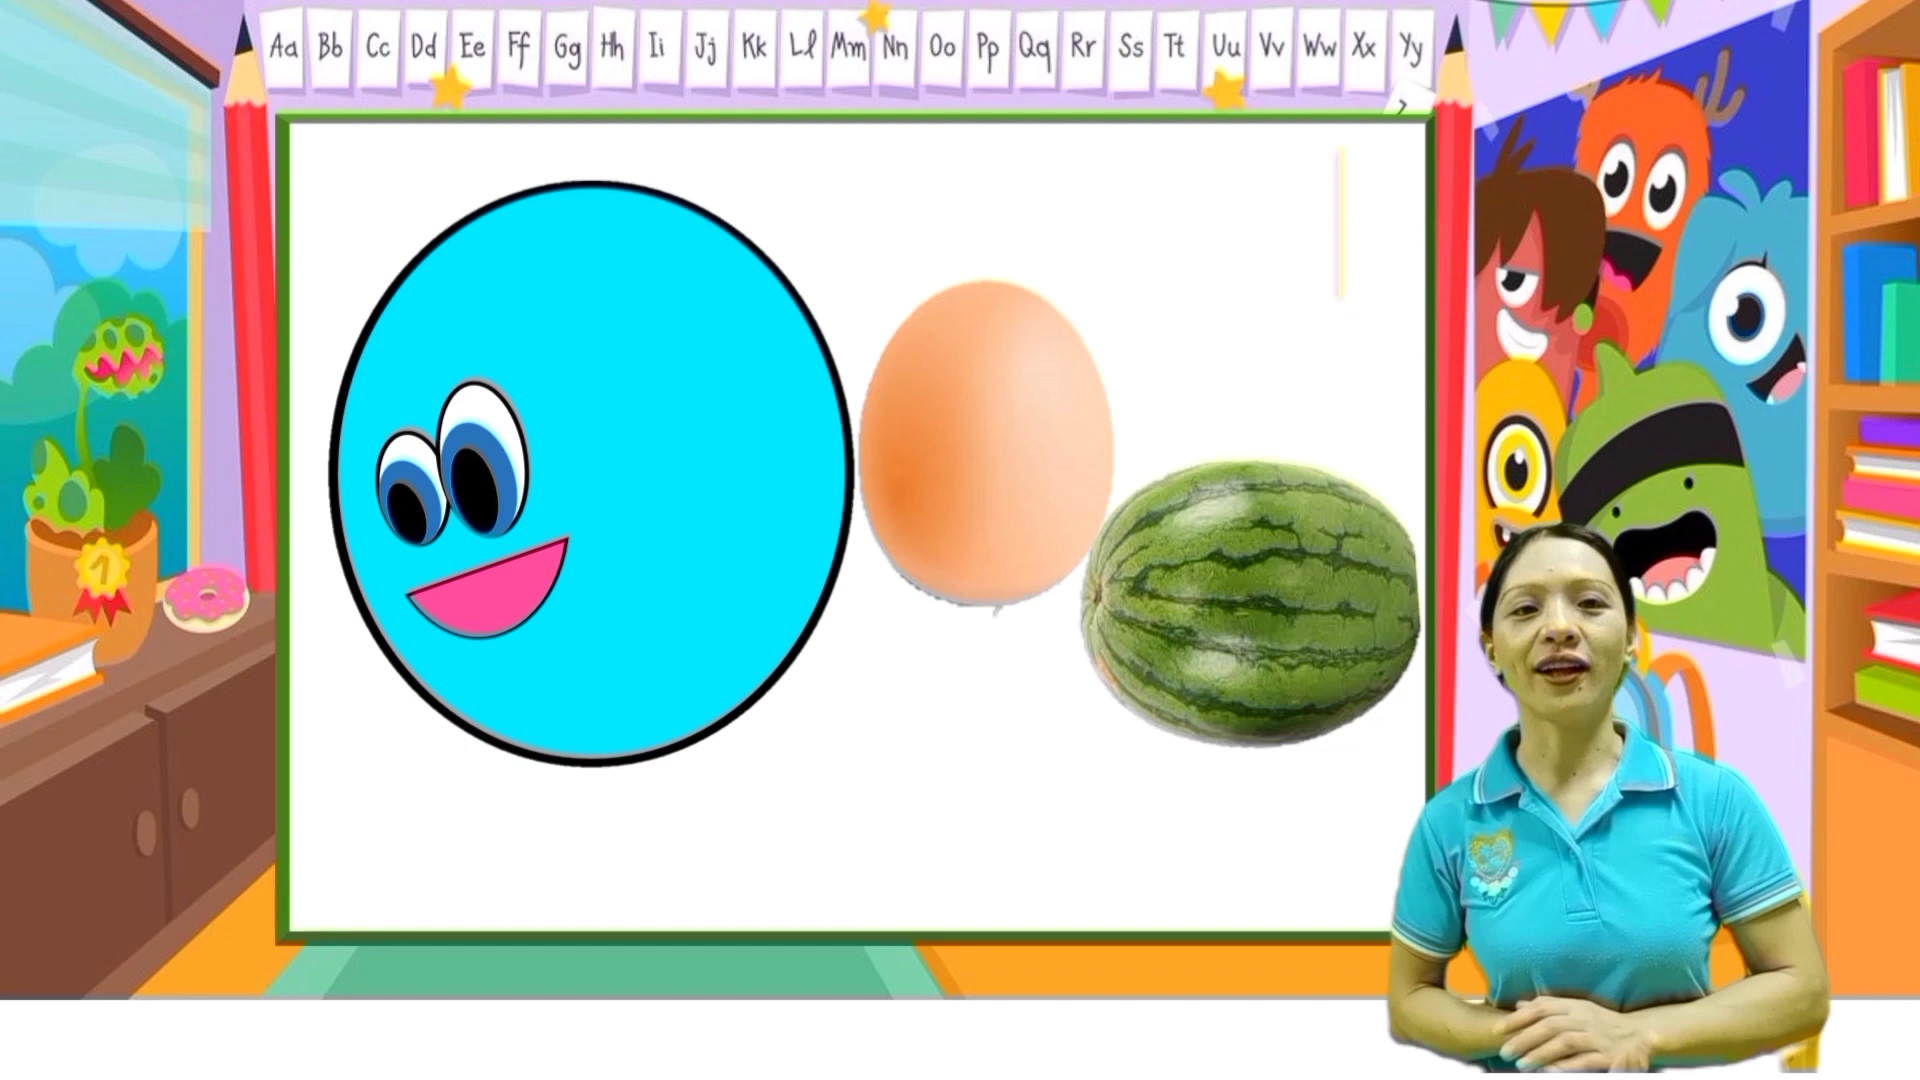 Aa Bb Cc Dd Ee Ff Gg Hh Ii Jj Kk Ll Mm Nn Oo Pp Qq Rr Ss Tt Uu Vv Ww Xx Yy
1